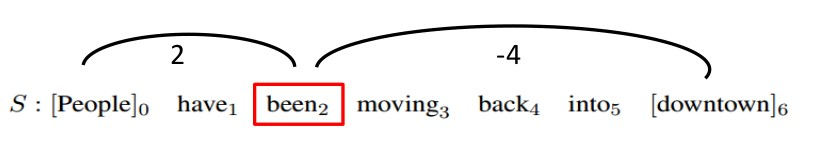 2 -4
S : [People]₀ have₁ been₂ moving₃ back₄ into₅ [downtown]₆